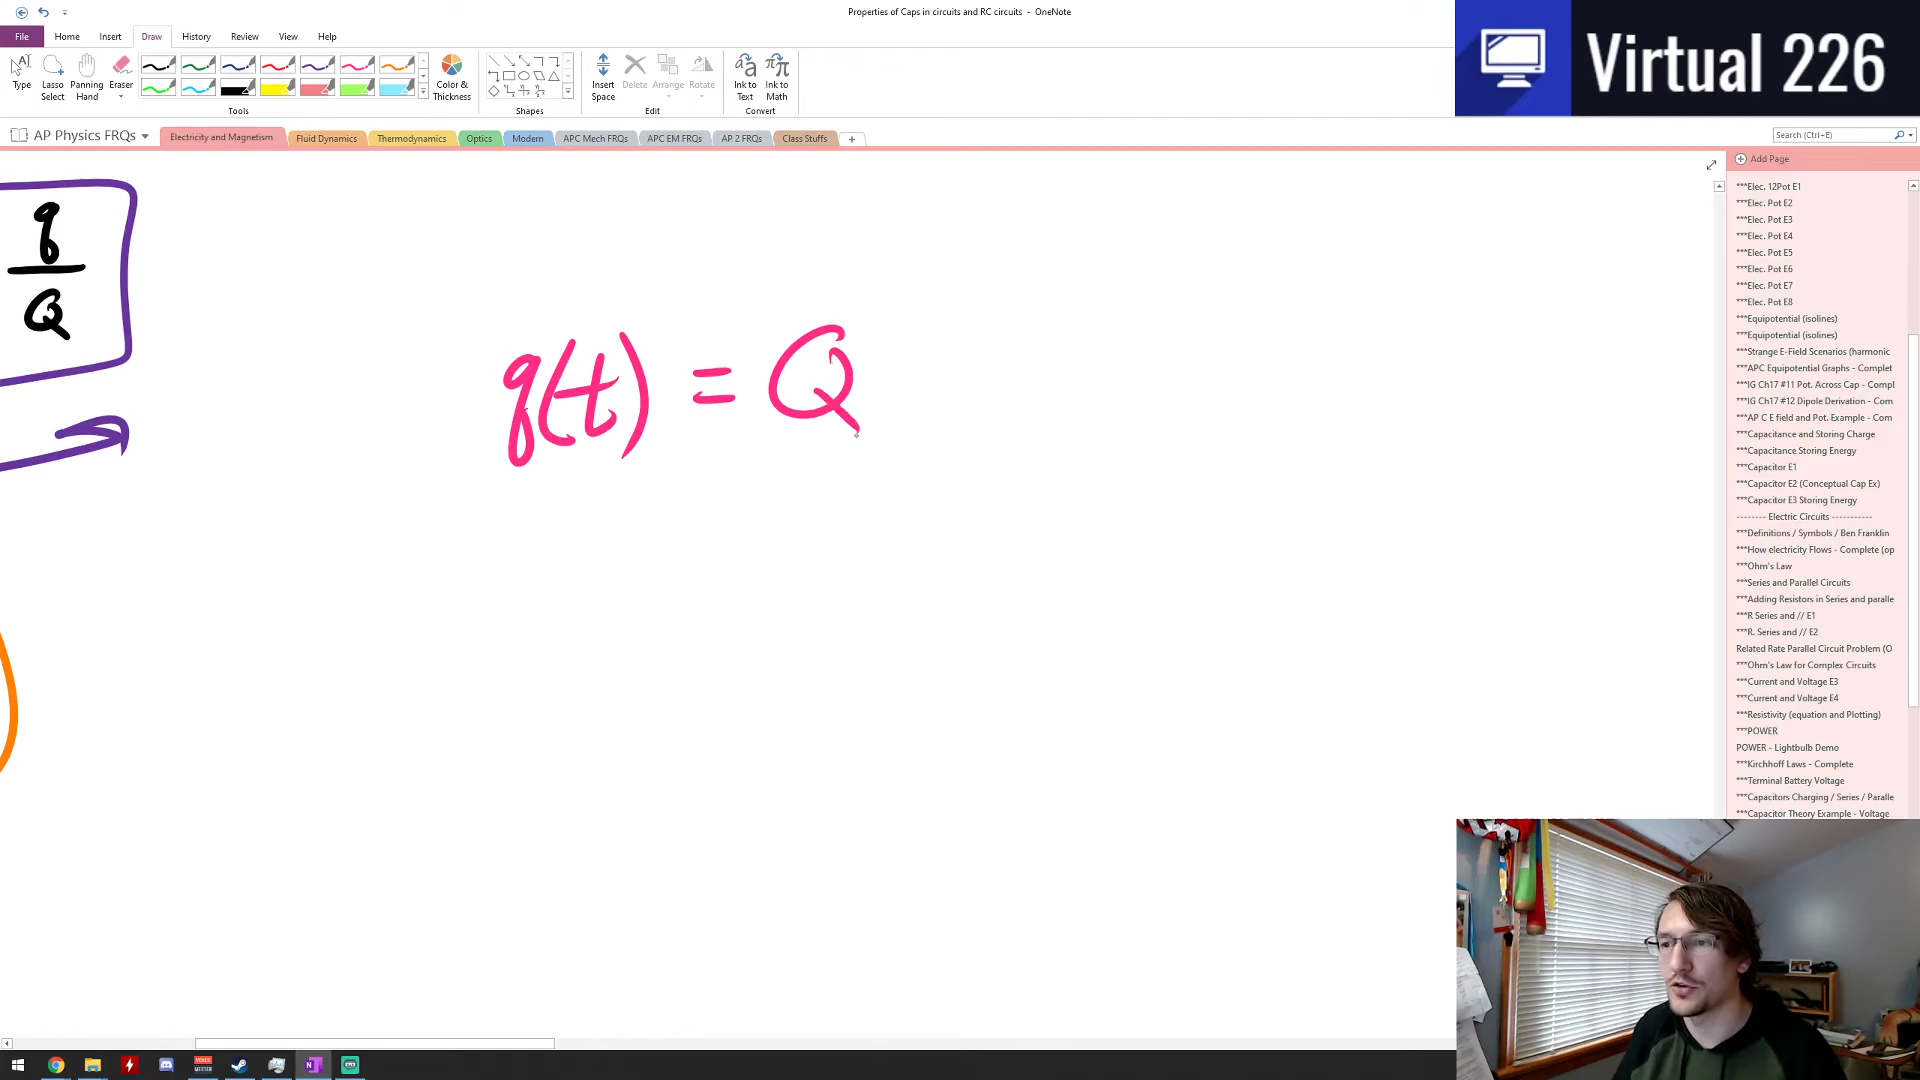 Properties of Caps in circuits and RC circuits - OneNote
Virtual 226
File Home Insert Draw History Review View Help
Type Lasso Select Panning Hand Eraser Color & Thickness Insert Space Delete Arrange Rotate Ink to Text Ink to Math
Tools Shapes Edit Convert
AP Physics FRQs Electricity and Magnetism Fluid Dynamics Thermodynamics Optics Modern APC Mech FRQs APC EM FRQs AP 2 FRQs Class Stuffs + Search (Ctrl+E)
Add Page
***Elec. 12Pot E1
***Elec. Pot E2
***Elec. Pot E3
***Elec. Pot E4
***Elec. Pot E5
***Elec. Pot E6
***Elec. Pot E7
***Elec. Pot E8
***Equipotential (isolines)
***Equipotential (isolines)
***Strange E-Field Scenarios (harmonic
***APC Equipotential Graphs - Complet
***IG Ch17 #11 Pot. Across Cap - Compl
***IG Ch17 #12 Dipole Derivation - Com
***AP C E field and Pot. Example - Com
***Capacitance and Storing Charge
***Capacitance Storing Energy
***Capacitor E1
***Capacitor E2 (Conceptual Cap Ex)
***Capacitor E3 Storing Energy
-------- Electric Circuits -----------
***Definitions / Symbols / Ben Franklin
***How electricity Flows - Complete (op
***Ohm's Law
***Series and Parallel Circuits
***Adding Resistors in Series and paralle
***R Series and // E1
***R. Series and // E2
Related Rate Parallel Circuit Problem (O
***Ohm's Law for Complex Circuits
***Current and Voltage E3
***Current and Voltage E4
***Resistivity (equation and Plotting)
***POWER
POWER - Lightbulb Demo
***Kirchhoff Laws - Complete
***Terminal Battery Voltage
***Capacitors Charging / Series / Paralle
***Capacitor Theory Example - Voltage
q
Q
q(t) = Q